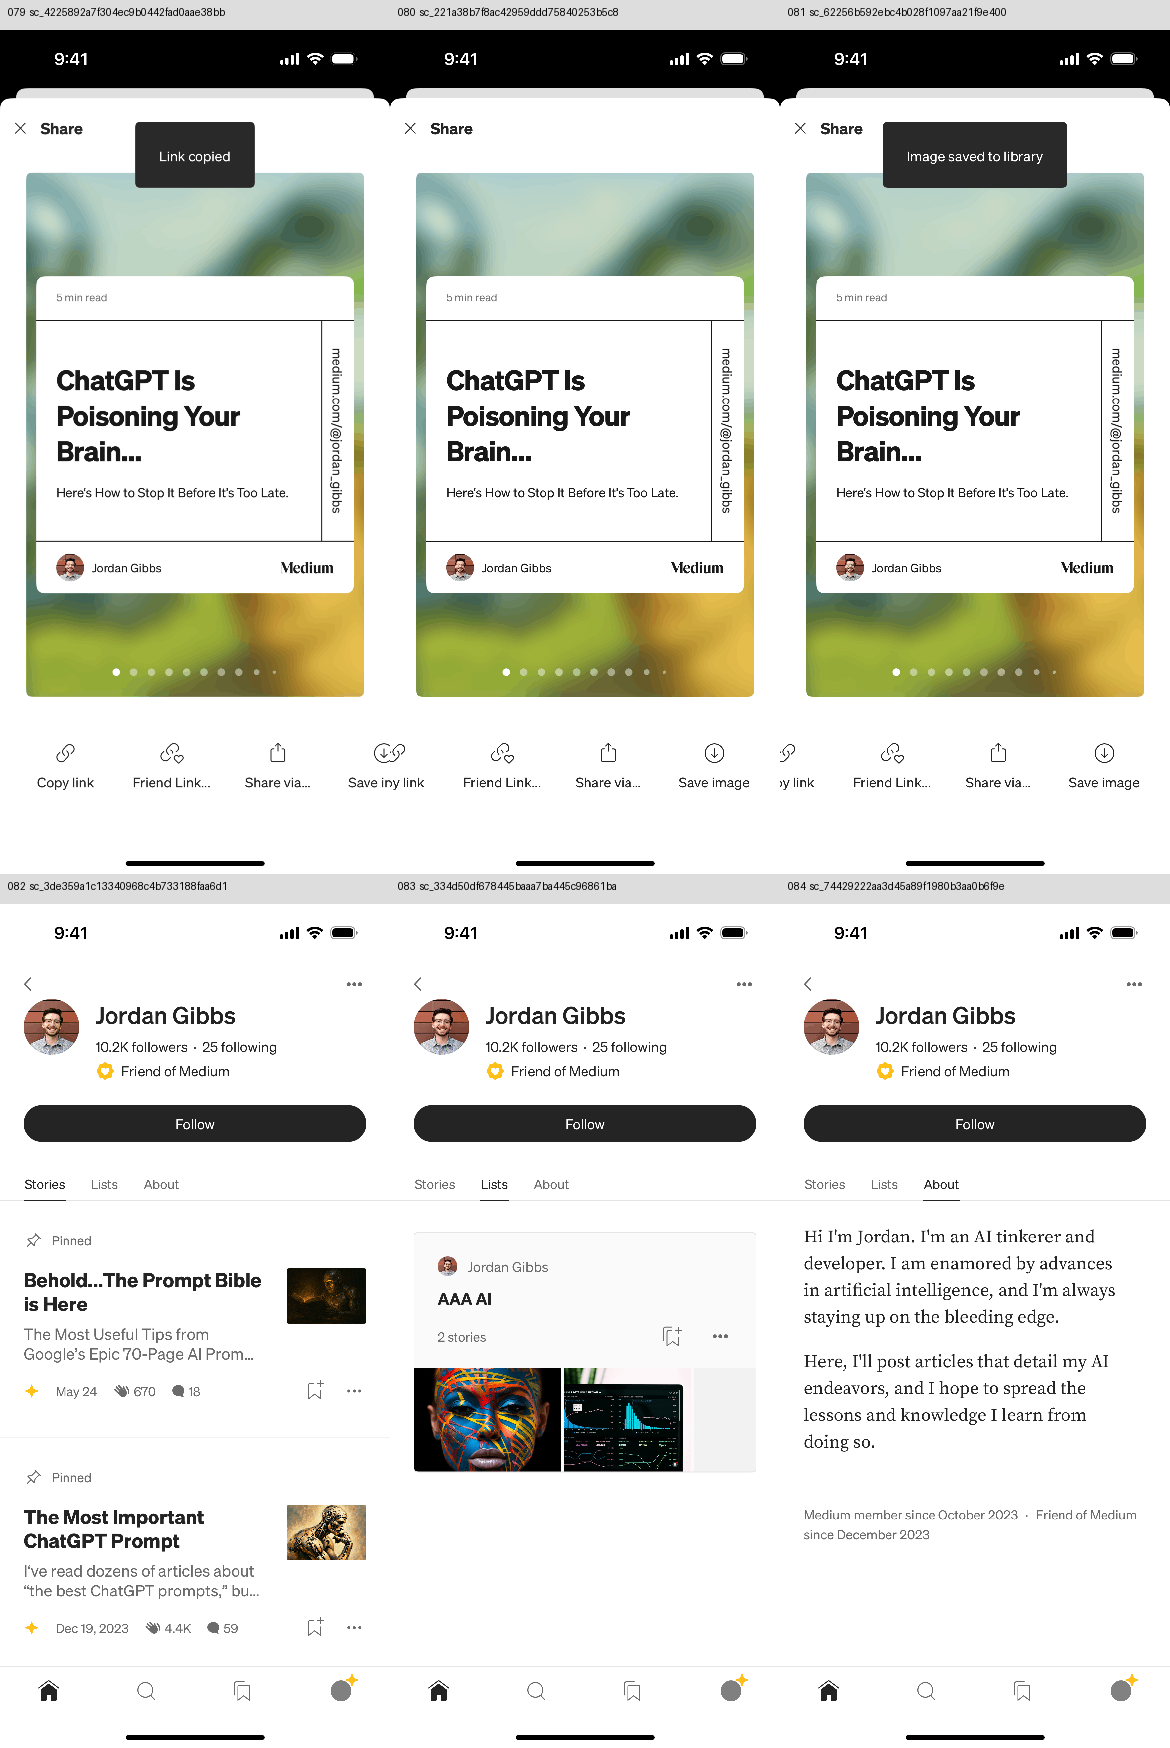 079 sc_4225892a7f304ec9b0442fad0aae38bb
9:41
Share
Link copied
5 min read
ChatGPT Is
Poisoning Your
Brain...
Here's How to Stop It Before It's Too Late.
medium.com/@jordan_gibbs
Jordan Gibbs
Medium
Copy link
Friend Link...
Share via...
Save i
080 sc_221a38b7f8ac42959ddd75840253b5c8
9:41
Share
5 min read
ChatGPT Is
Poisoning Your
Brain...
Here's How to Stop It Before It's Too Late.
medium.com/@jordan_gibbs
Jordan Gibbs
Medium
py link
Friend Link...
Share via...
Save image
081 sc_62256b592ebc4b028f1097aa21f9e400
9:41
Share
Image saved to library
5 min read
ChatGPT Is
Poisoning Your
Brain...
Here's How to Stop It Before It's Too Late.
medium.com/@jordan_gibbs
Jordan Gibbs
Medium
py link
Friend Link...
Share via...
Save image
082 sc_3de359a1c13340968c4b733188faa6d1
9:41
Jordan Gibbs
10.2K followers · 25 following
Friend of Medium
Follow
Stories Lists About
Pinned
Behold...The Prompt Bible
is Here
The Most Useful Tips from
Google's Epic 70-Page AI Prom...
May 24 670 18
Pinned
The Most Important
ChatGPT Prompt
I've read dozens of articles about
"the best ChatGPT prompts," bu...
Dec 19, 2023 4.4K 59
083 sc_334d50df678445baaa7ba445c96861ba
9:41
Jordan Gibbs
10.2K followers · 25 following
Friend of Medium
Follow
Stories Lists About
Jordan Gibbs
AAA AI
2 stories
084 sc_74429222aa3d45a89f1980b3aa0b6f9e
9:41
Jordan Gibbs
10.2K followers · 25 following
Friend of Medium
Follow
Stories Lists About
Hi I'm Jordan. I'm an AI tinkerer and
developer. I am enamored by advances
in artificial intelligence, and I'm always
staying up on the bleeding edge.
Here, I'll post articles that detail my AI
endeavors, and I hope to spread the
lessons and knowledge I learn from
doing so.
Medium member since October 2023 · Friend of Medium
since December 2023